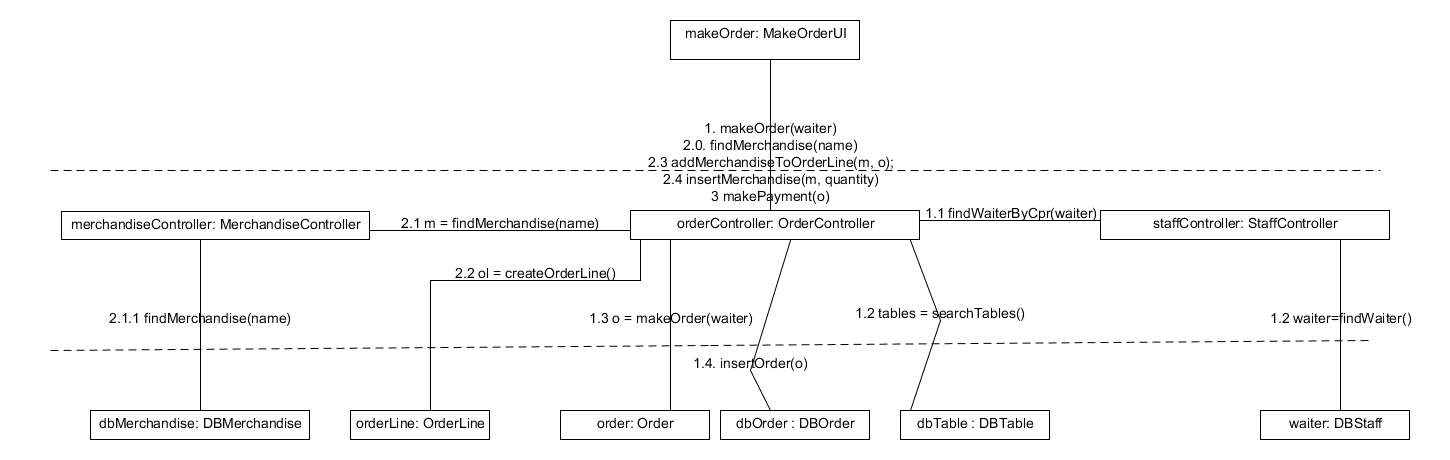 makeOrder: MakeOrderUI
1. makeOrder(waiter)
2.0. findMerchandise(name)
2.3 addMerchandiseToOrderLine(m, o);
2.4 insertMerchandise(m, quantity)
3 makePayment(o)
merchandiseController: MerchandiseController
2.1 m = findMerchandise(name)
orderController: OrderController
1.1 findWaiterByCpr(waiter)
staffController: StaffController
2.2 ol = createOrderLine()
2.1.1 findMerchandise(name)
1.3 o = makeOrder(waiter)
1.2 tables = searchTables()
1.2 waiter=findWaiter()
1.4. insertOrder(o)
dbMerchandise: DBMerchandise
orderLine: OrderLine
order: Order
dbOrder : DBOrder
dbTable : DBTable
waiter: DBStaff